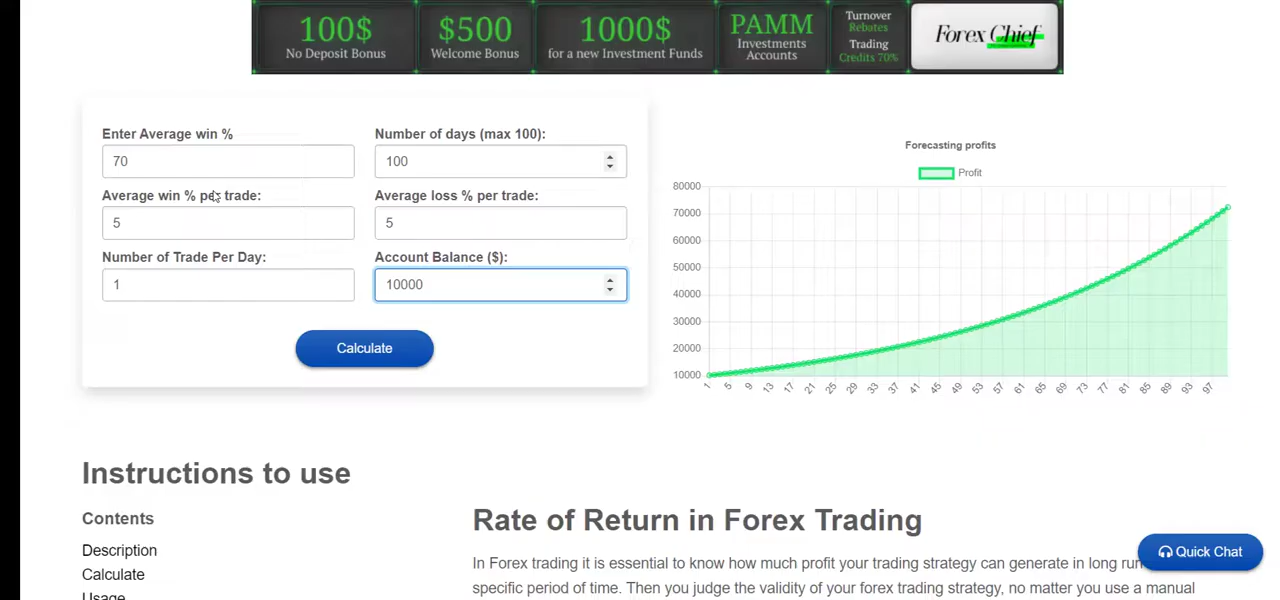 100$
No Deposit Bonus
$500
Welcome Bonus
1000$
for a new Investment Funds
PAMM
Investments
Accounts
Turnover
Rebates
Trading
Credits 70%
Forex Chief
Enter Average win %
70
Number of days (max 100):
100
Average win % per trade:
5
Average loss % per trade:
5
Number of Trade Per Day:
1
Account Balance ($):
10000
Calculate
Forecasting profits
Profit
80000
70000
60000
50000
40000
30000
20000
10000
1 5 9 13 17 21 25 29 33 37 41 45 49 53 57 61 65 69 73 77 81 85 89 93 97
Instructions to use
Contents
Description
Calculate
Usage
Rate of Return in Forex Trading
In Forex trading it is essential to know how much profit your trading strategy can generate in long run
specific period of time. Then you judge the validity of your forex trading strategy, no matter you use a manual
Quick Chat